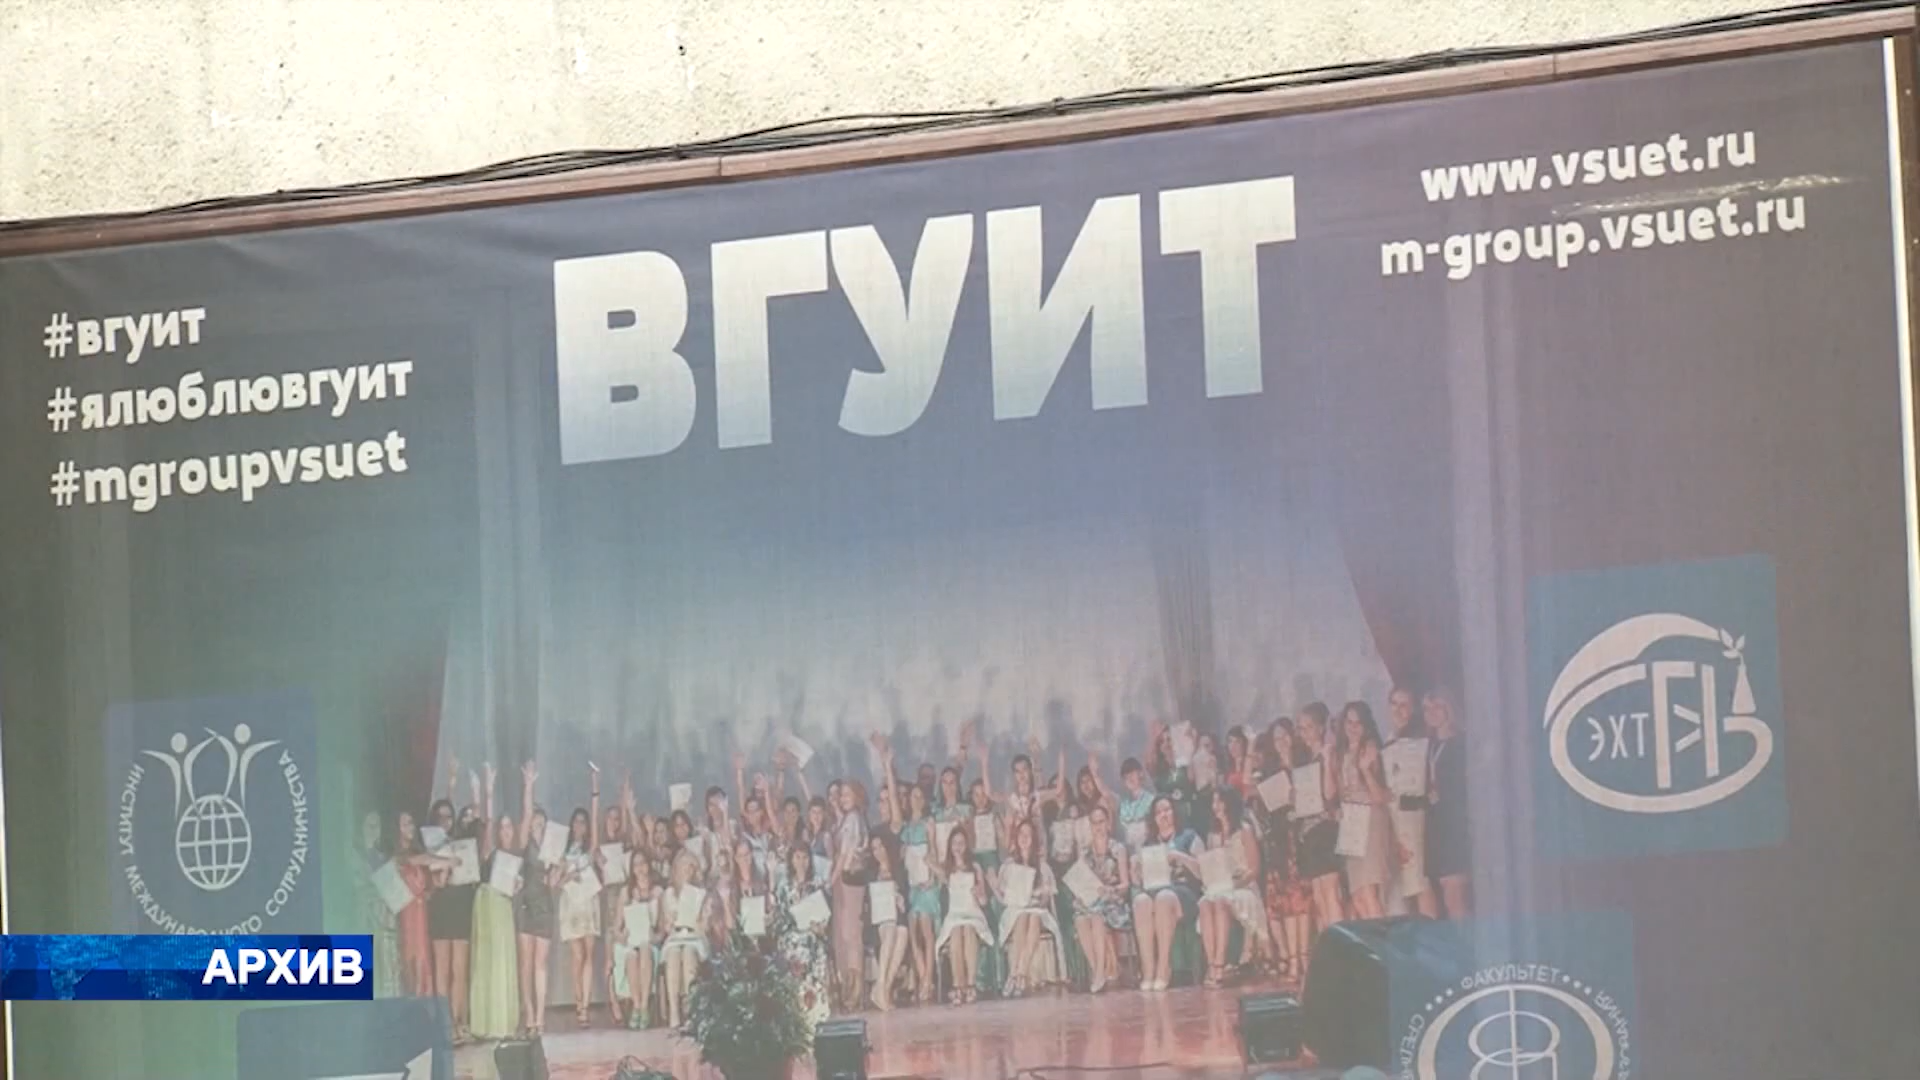 ВГУИТ
www.vsuet.ru
m-group.vsuet.ru
#вгуит
#ялюблювгуит
#mgroupvsuet
ЭХТ
ИНСТИТУТ МЕЖДУНАРОДНОГО СОТРУДНИЧЕСТВА
АРХИВ
ФАКУЛЬТЕТ